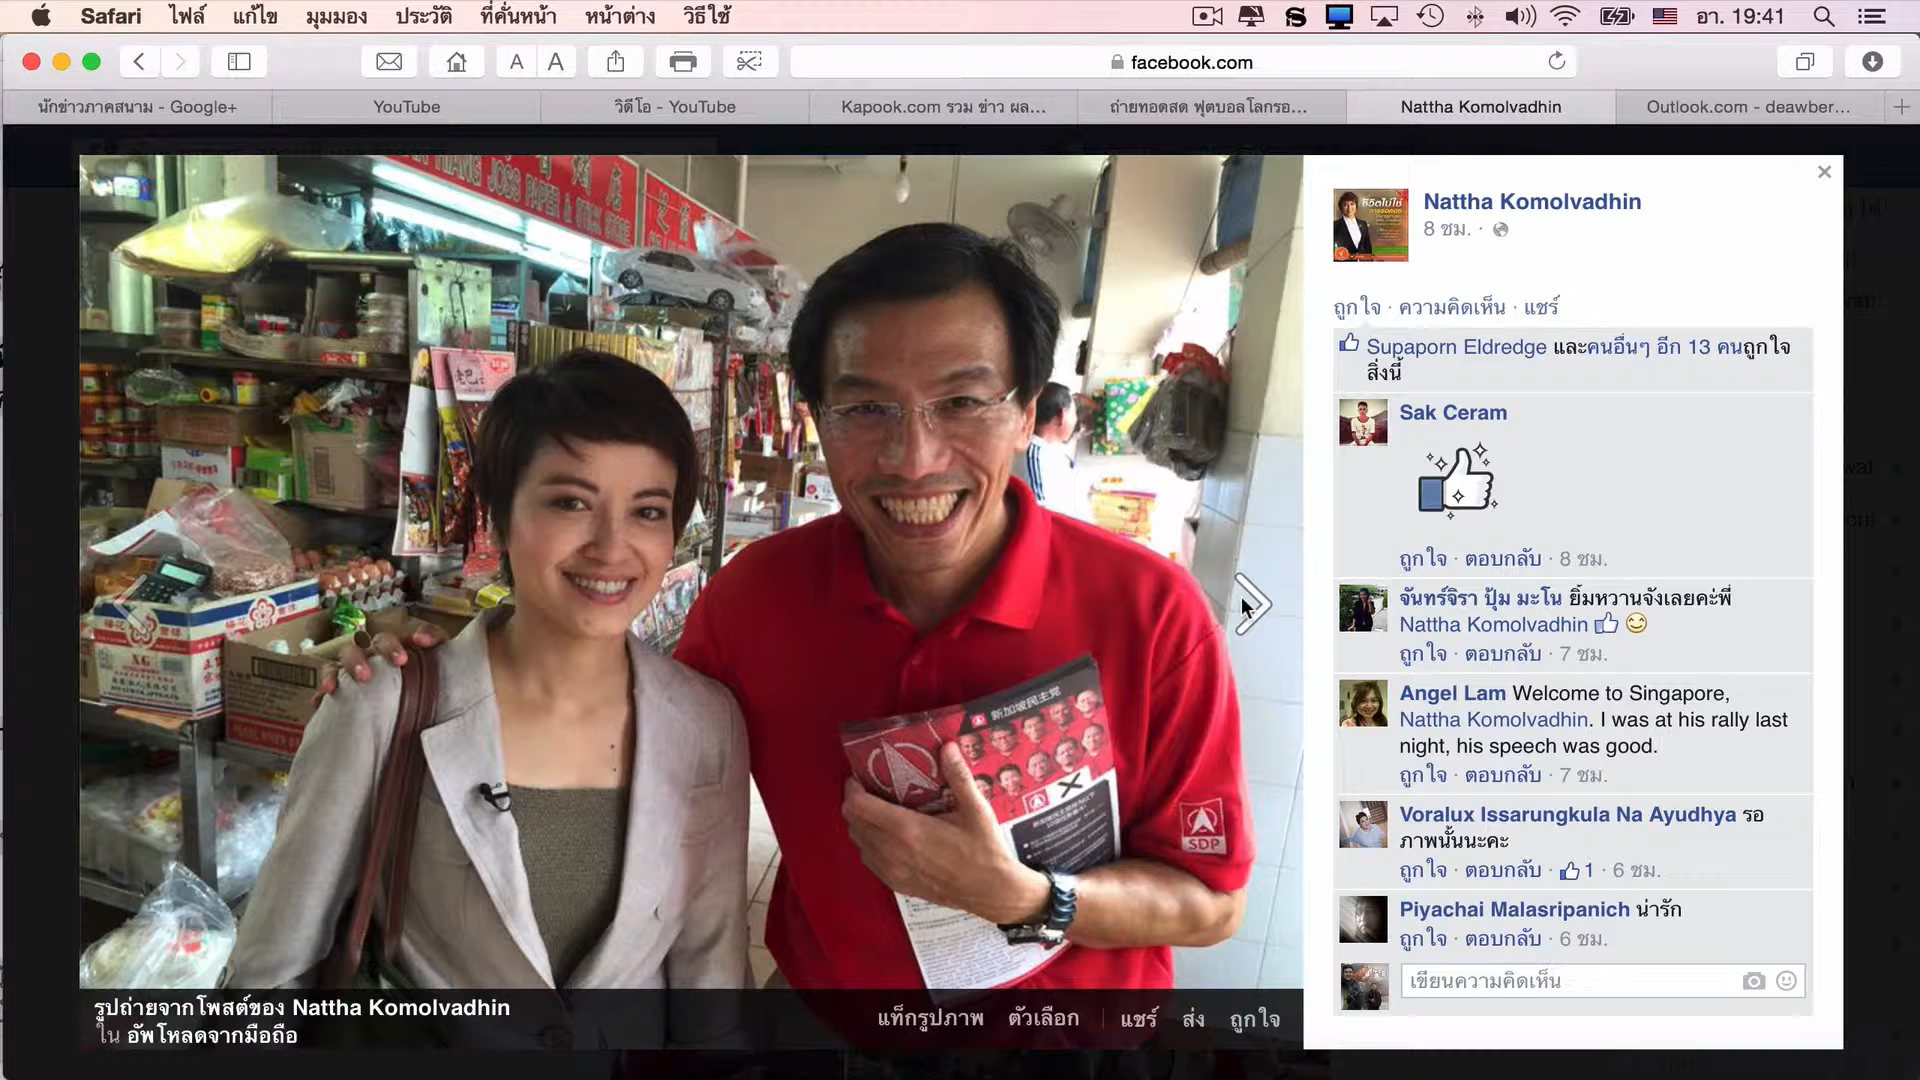 Safari ไฟล์ แก้ไข มุมมอง ประวัติ ที่คั่นหน้า หน้าต่าง วิธีใช้
อา. 19:41
A A
facebook.com
นักข่าวภาคสนาม - Google+
YouTube
วิดีโอ - YouTube
Kapook.com รวม ข่าว ผล...
ถ่ายทอดสด ฟุตบอลโลกรอ...
Nattha Komolvadhin
Outlook.com - deawber...
HIANG JOSS PAPER &
XG
新加坡民主党
SDP
รูปถ่ายจากโพสต์ของ Nattha Komolvadhin
ใน อัพโหลดจากมือถือ
แท็กรูปภาพ ตัวเลือก แชร์ ส่ง ถูกใจ
Nattha Komolvadhin
8 ชม. ·
ถูกใจ · ความคิดเห็น · แชร์
Supaporn Eldredge และคนอื่นๆ อีก 13 คนถูกใจ
สิ่งนี้
Sak Ceram
ถูกใจ · ตอบกลับ · 8 ชม.
จันทร์จิรา ปุ้ม มะโน ยิ้มหวานจังเลยค่ะพี่
Nattha Komolvadhin
ถูกใจ · ตอบกลับ · 7 ชม.
Angel Lam Welcome to Singapore,
Nattha Komolvadhin. I was at his rally last
night, his speech was good.
ถูกใจ · ตอบกลับ · 7 ชม.
Voralux Issarungkula Na Ayudhya รอ
ภาพนั้นนะคะ
ถูกใจ · ตอบกลับ · 1 · 6 ชม.
Piyachai Malasripanich น่ารัก
ถูกใจ · ตอบกลับ · 6 ชม.
เขียนความคิดเห็น